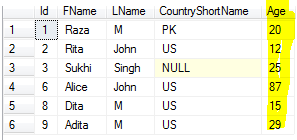 Id FName LName CountryShortName Age
1 1 Raza M PK 20
2 2 Rita John US 12
3 3 Sukhi Singh NULL 25
4 6 Alice John US 87
5 8 Dita M US 15
6 9 Adita M US 29